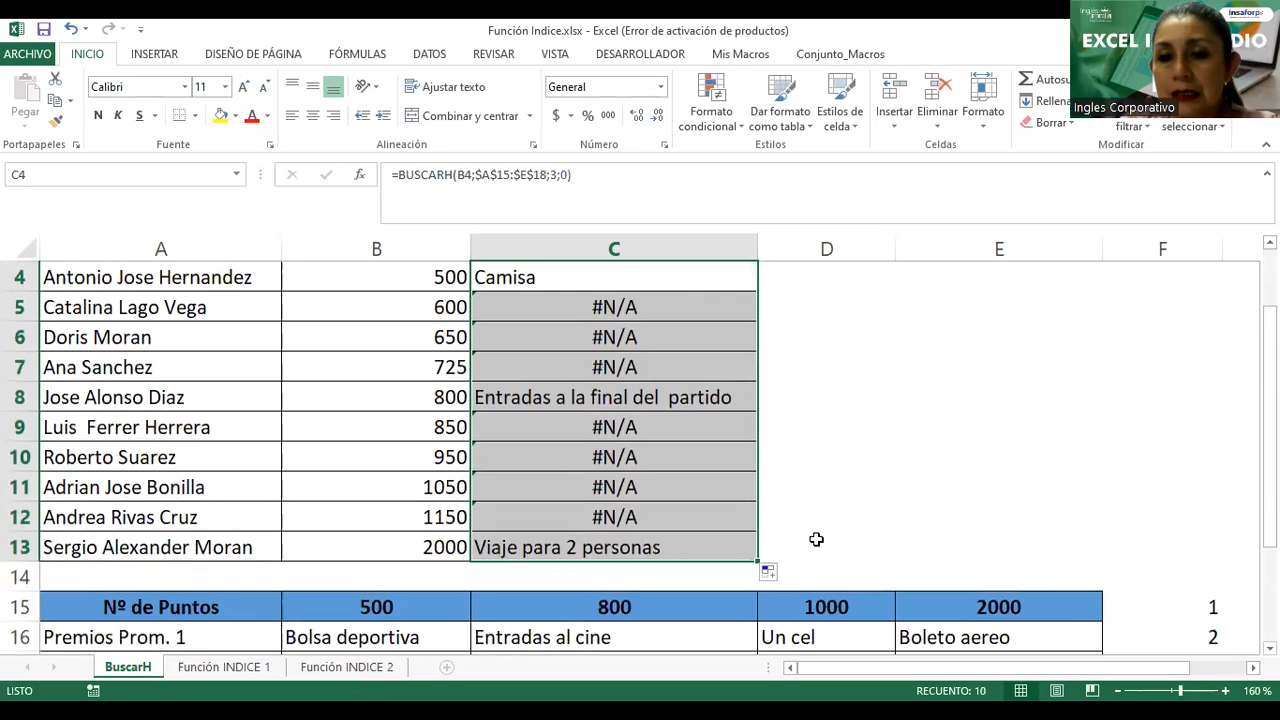 Función Indice.xlsx - Excel (Error de activación de productos)
Inglés
Insaforp
EXCEL I
DIO
Ingles Corporativo
ARCHIVO INICIO INSERTAR DISEÑO DE PÁGINA FÓRMULAS REVISAR VISTA DESARROLLADOR Mis Macros Conjunto_Macros
Calibri 11 Ajustar texto General Autosu
Pegar Formato Dar formato Estilos de Insertar Eliminar Formato Rellena
N K S Combinar y centrar $ % 000 condicional como tabla celda Borrar filtrar seleccionar
Portapapeles Fuente Alineación Número Estilos Celdas Modificar
C4 fx =BUSCARH(B4;$A$15:$E$18;3;0)
A B C D E F
4 Antonio Jose Hernandez 500 Camisa
5 Catalina Lago Vega 600 #N/A
6 Doris Moran 650 #N/A
7 Ana Sanchez 725 #N/A
8 Jose Alonso Diaz 800 Entradas a la final del partido
9 Luis Ferrer Herrera 850 #N/A
10 Roberto Suarez 950 #N/A
11 Adrian Jose Bonilla 1050 #N/A
12 Andrea Rivas Cruz 1150 #N/A
13 Sergio Alexander Moran 2000 Viaje para 2 personas
14
15 Nº de Puntos 500 800 1000 2000 1
16 Premios Prom. 1 Bolsa deportiva Entradas al cine Un cel Boleto aereo 2
BuscarH Función INDICE 1 Función INDICE 2
LISTO RECUENTO: 10 160 %